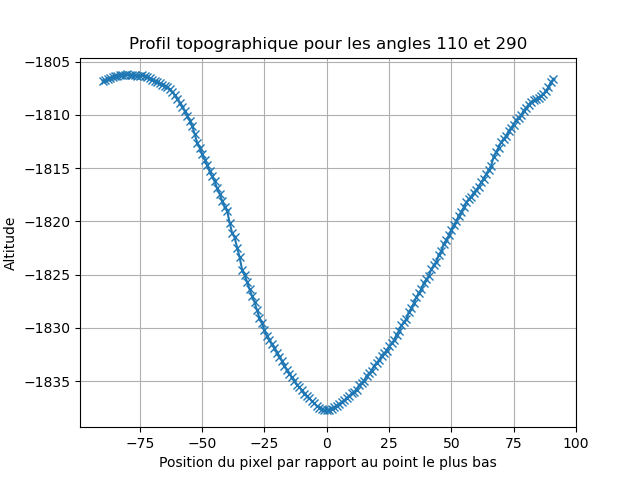 Profil topographique pour les angles 110 et 290
−1805
−1810
−1815
−1820
−1825
−1830
−1835
Altitude
−75 −50 −25 0 25 50 75 100
Position du pixel par rapport au point le plus bas